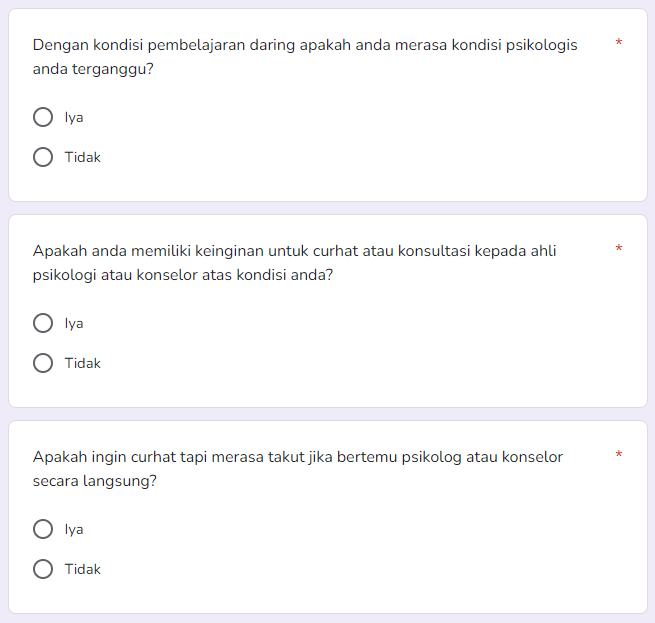 Dengan kondisi pembelajaran daring apakah anda merasa kondisi psikologis *
anda terganggu?
Iya
Tidak
Apakah anda memiliki keinginan untuk curhat atau konsultasi kepada ahli *
psikologi atau konselor atas kondisi anda?
Iya
Tidak
Apakah ingin curhat tapi merasa takut jika bertemu psikolog atau konselor *
secara langsung?
Iya
Tidak